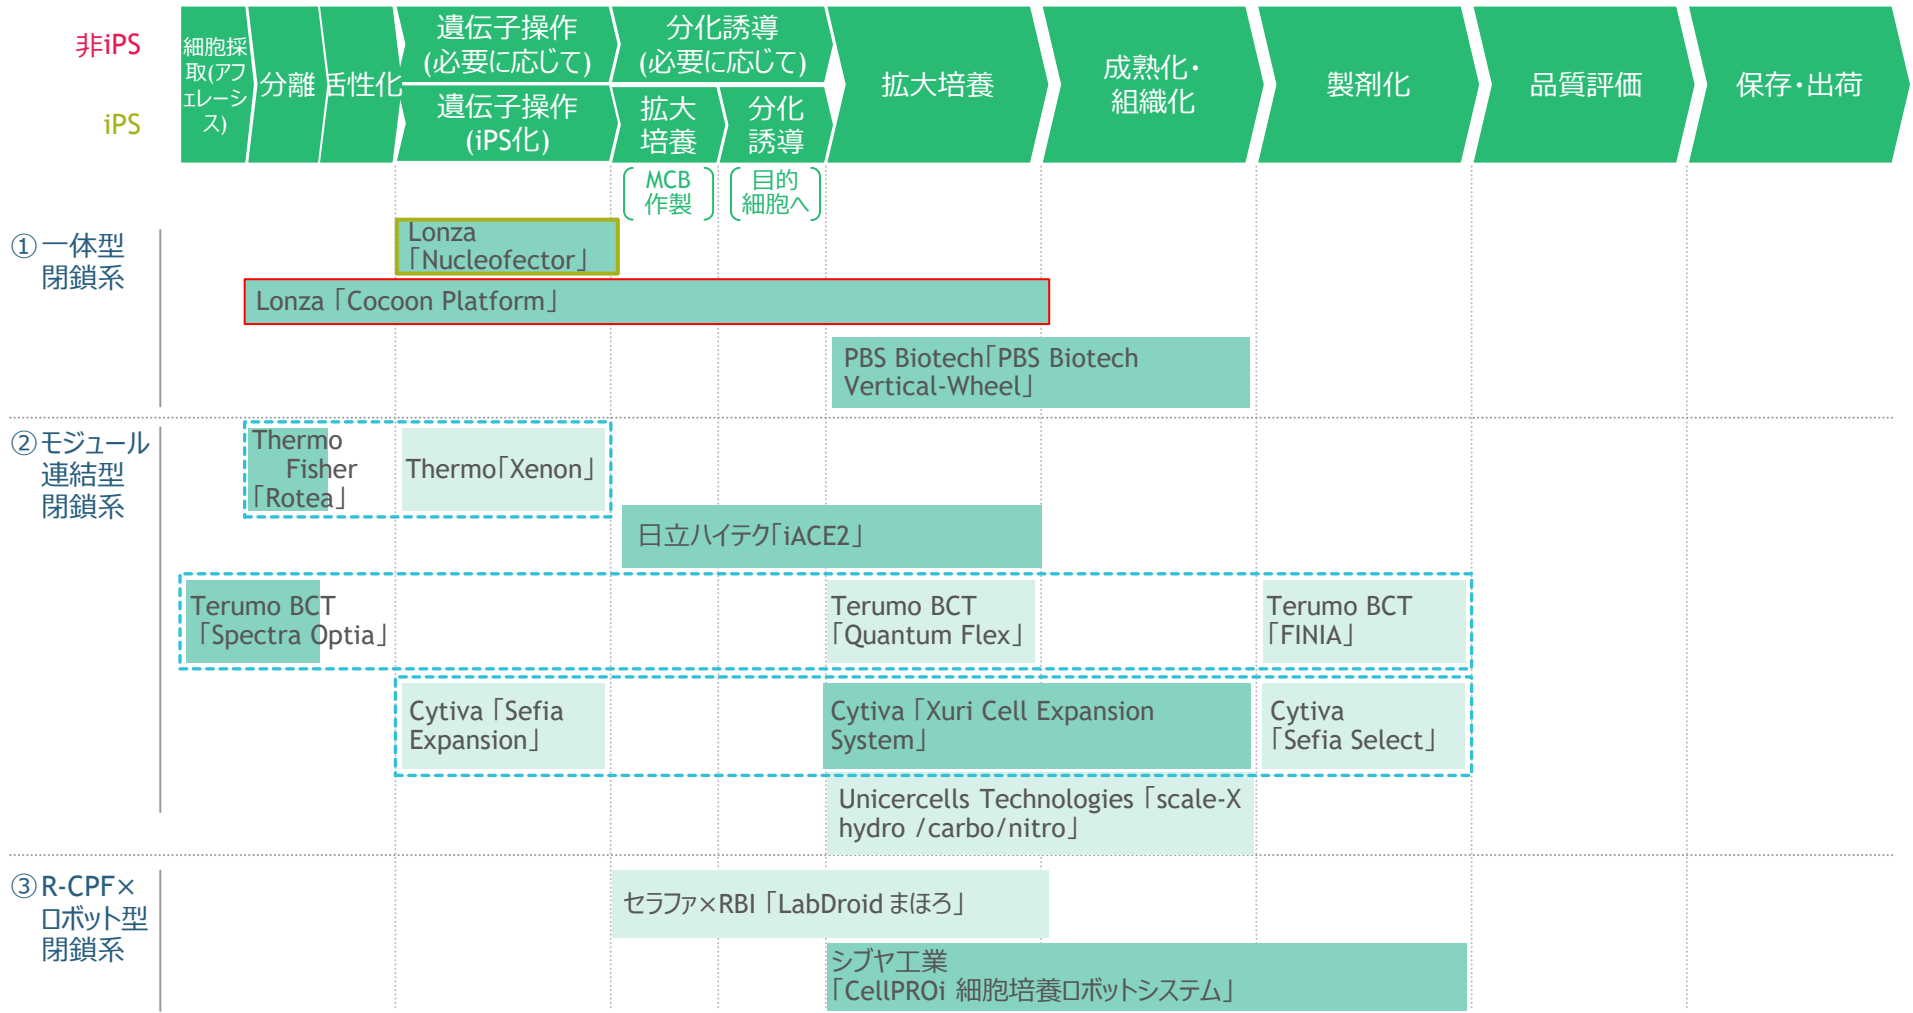 非iPS
iPS
細胞採
取(アフ
ェレーシ
ス)
分離
活性化
遺伝子操作
(必要に応じて)
遺伝子操作
(iPS化)
分化誘導
(必要に応じて)
拡大
培養
分化
誘導
拡大培養
成熟化・
組織化
製剤化
品質評価
保存・出荷
MCB
作製
目的
細胞へ
①一体型
閉鎖系
Lonza
「Nucleofector」
Lonza「Cocoon Platform」
PBS Biotech「PBS Biotech
Vertical-Wheel」
②モジュール
連結型
閉鎖系
Thermo
Fisher
「Rotea」
Thermo「Xenon」
日立ハイテク「iACE2」
Terumo BCT
「Spectra Optia」
Terumo BCT
「Quantum Flex」
Terumo BCT
「FINIA」
Cytiva「Sefia
Expansion」
Cytiva「Xuri Cell Expansion
System」
Cytiva
「Sefia Select」
Unicercells Technologies「scale-X
hydro /carbo/nitro」
③R-CPF×
ロボット型
閉鎖系
セラファ×RBI「LabDroid まほろ」
シブヤ工業
「CellPROi 細胞培養ロボットシステム」